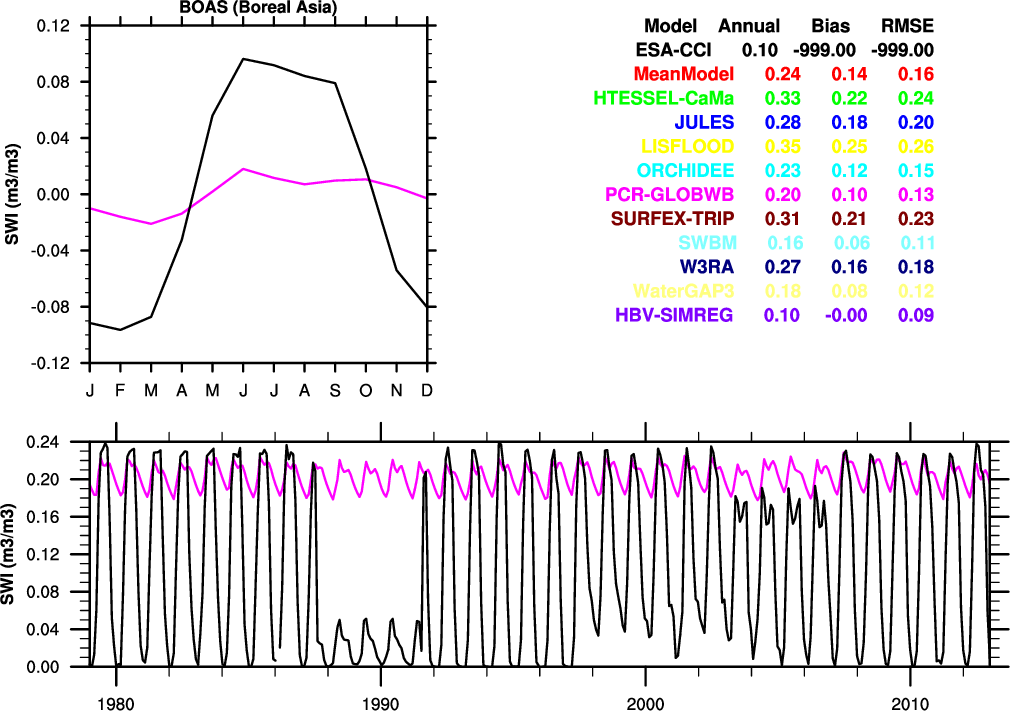 BOAS (Boreal Asia)
0.12
0.08
0.04
0.00
-0.04
-0.08
-0.12
SWI (m3/m3)
J F M A M J J A S O N D
Model Annual Bias RMSE
ESA-CCI 0.10 -999.00 -999.00
MeanModel 0.24 0.14 0.16
HTESSEL-CaMa 0.33 0.22 0.24
JULES 0.28 0.18 0.20
LISFLOOD 0.35 0.25 0.26
ORCHIDEE 0.23 0.12 0.15
PCR-GLOBWB 0.20 0.10 0.13
SURFEX-TRIP 0.31 0.21 0.23
SWBM 0.16 0.06 0.11
W3RA 0.27 0.16 0.18
WaterGAP3 0.18 0.08 0.12
HBV-SIMREG 0.10 -0.00 0.09
0.24
0.20
0.16
0.12
0.08
0.04
0.00
SWI (m3/m3)
1980 1990 2000 2010